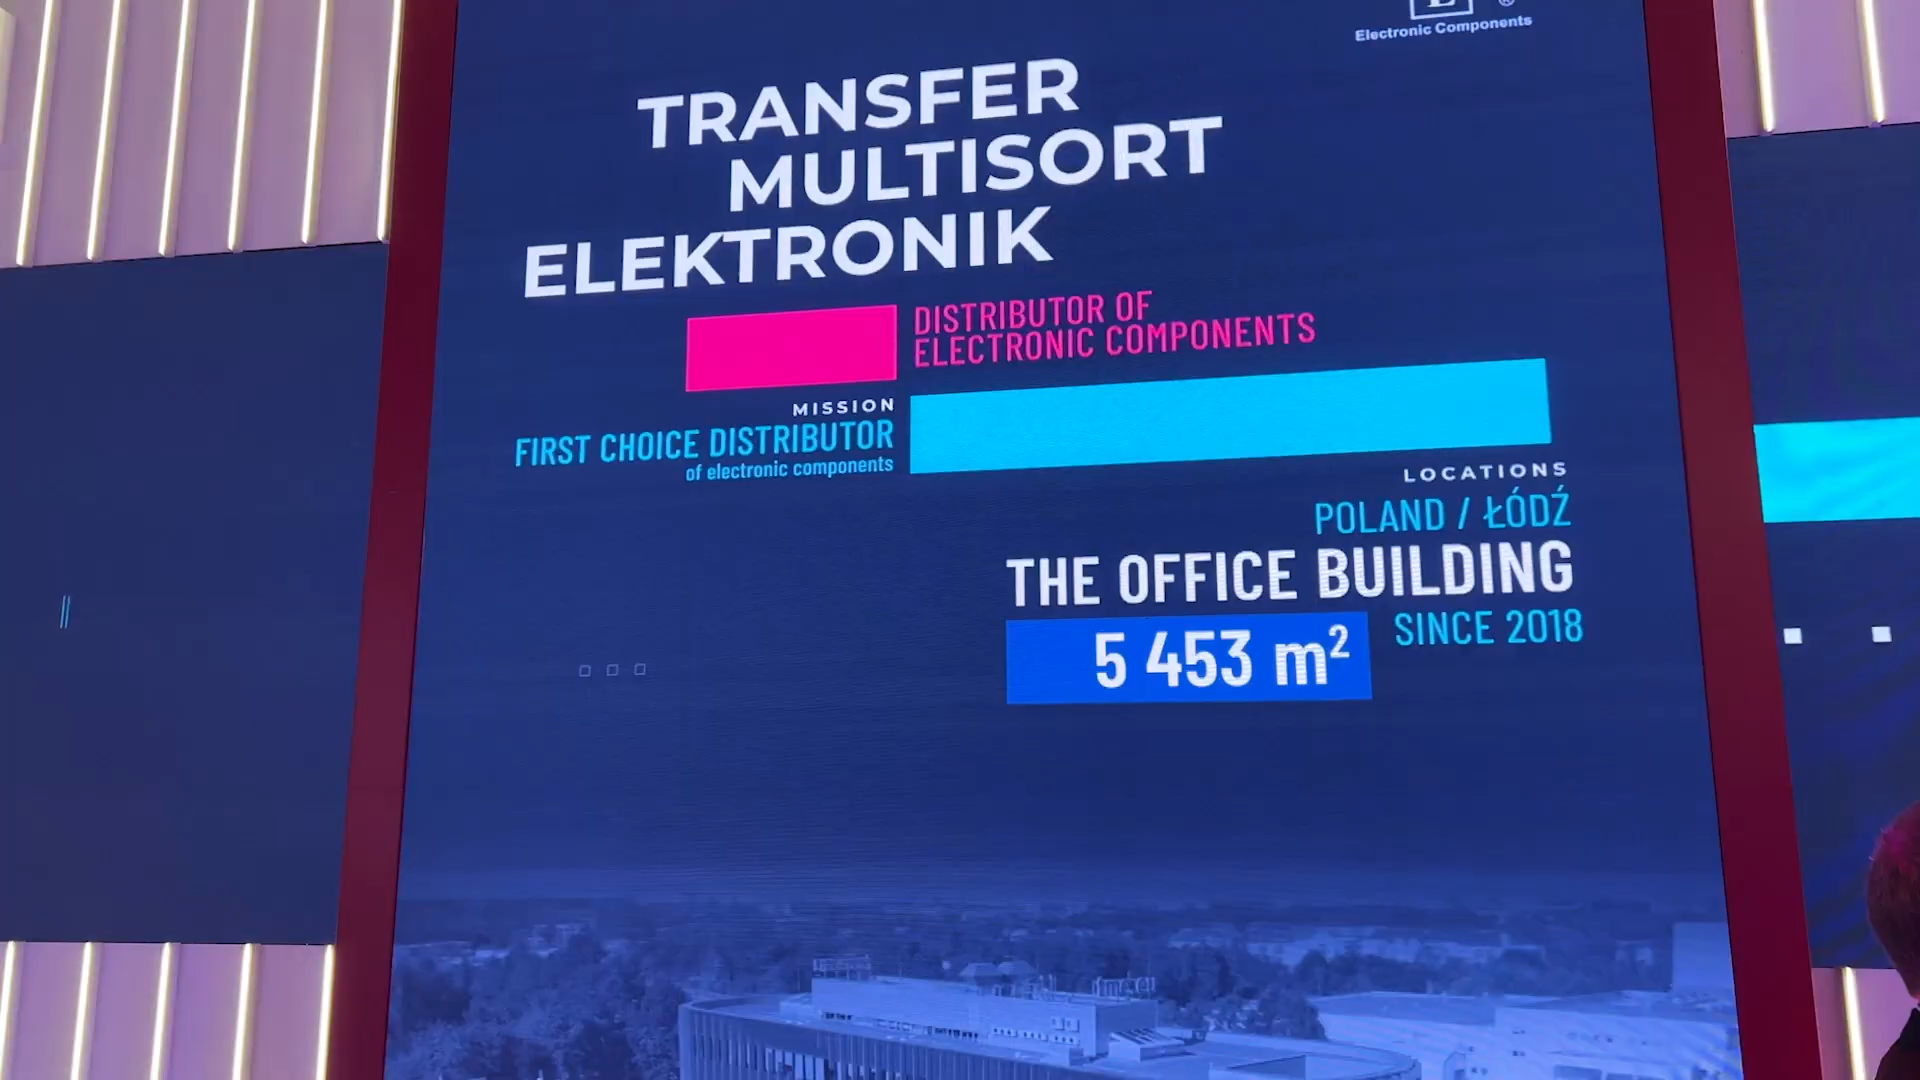 Electronic Components
TRANSFER
MULTISORT
ELEKTRONIK
DISTRIBUTOR OF
ELECTRONIC COMPONENTS
MISSION
FIRST CHOICE DISTRIBUTOR
of electronic components
LOCATIONS
POLAND / ŁÓDŹ
THE OFFICE BUILDING
5 453 m²
SINCE 2018